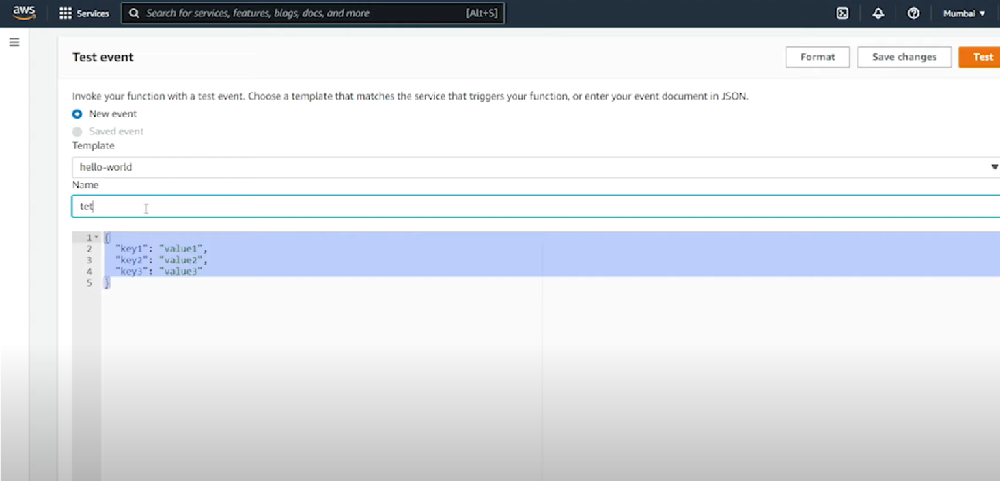 aws
Services
Search for services, features, blogs, docs, and more [Alt+S]
Mumbai
Test event
Format
Save changes
Test
Invoke your function with a test event. Choose a template that matches the service that triggers your function, or enter your event document in JSON.
New event
Saved event
Template
hello-world
Name
tet
1 {
2 "key1": "value1",
3 "key2": "value2",
4 "key3": "value3"
5 }